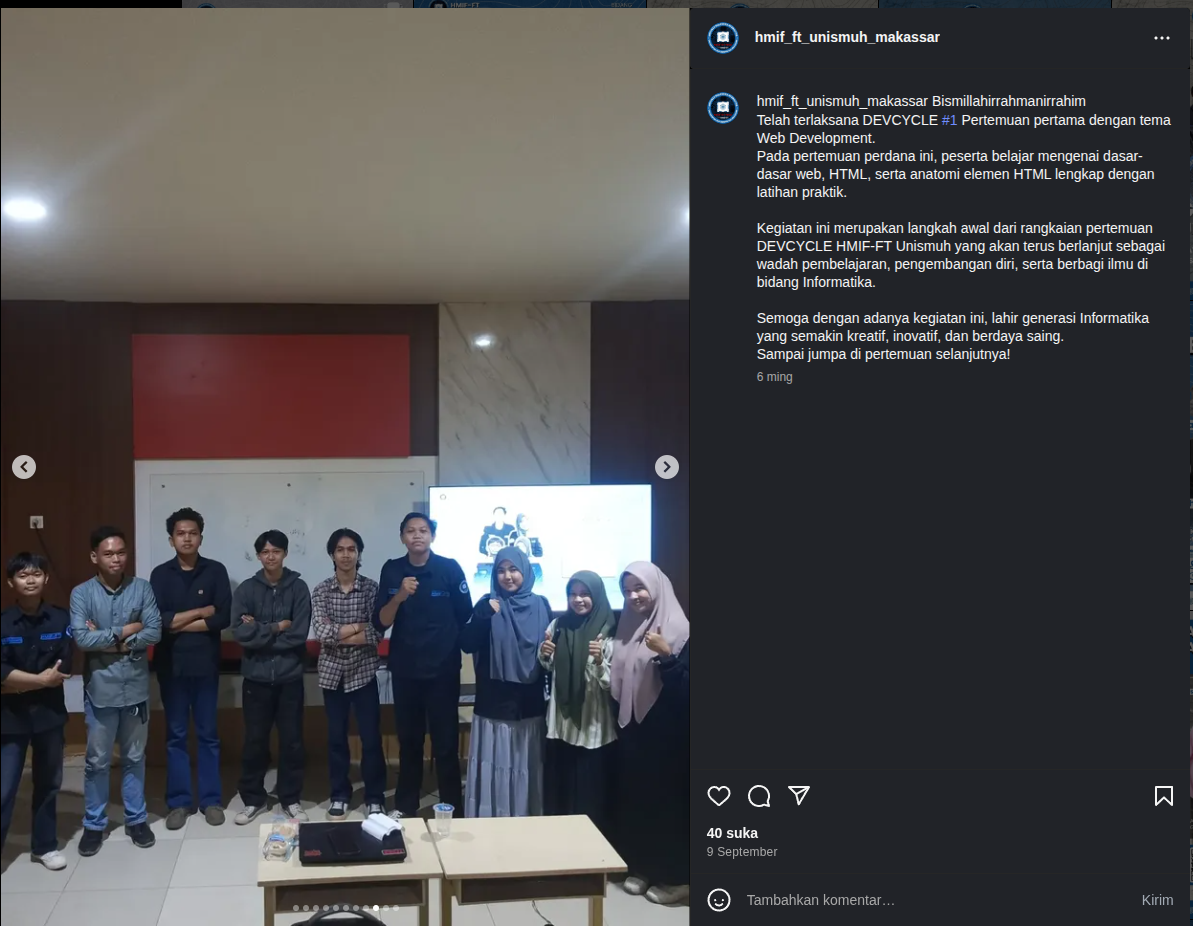 HMIF-FT
hmif_ft_unismuh_makassar
hmif_ft_unismuh_makassar Bismillahirrahmanirrahim
Telah terlaksana DEVCYCLE #1 Pertemuan pertama dengan tema
Web Development.
Pada pertemuan perdana ini, peserta belajar mengenai dasar-
dasar web, HTML, serta anatomi elemen HTML lengkap dengan
latihan praktik.
Kegiatan ini merupakan langkah awal dari rangkaian pertemuan
DEVCYCLE HMIF-FT Unismuh yang akan terus berlanjut sebagai
wadah pembelajaran, pengembangan diri, serta berbagi ilmu di
bidang Informatika.
Semoga dengan adanya kegiatan ini, lahir generasi Informatika
yang semakin kreatif, inovatif, dan berdaya saing.
Sampai jumpa di pertemuan selanjutnya!
6 ming
40 suka
9 September
Tambahkan komentar…
Kirim